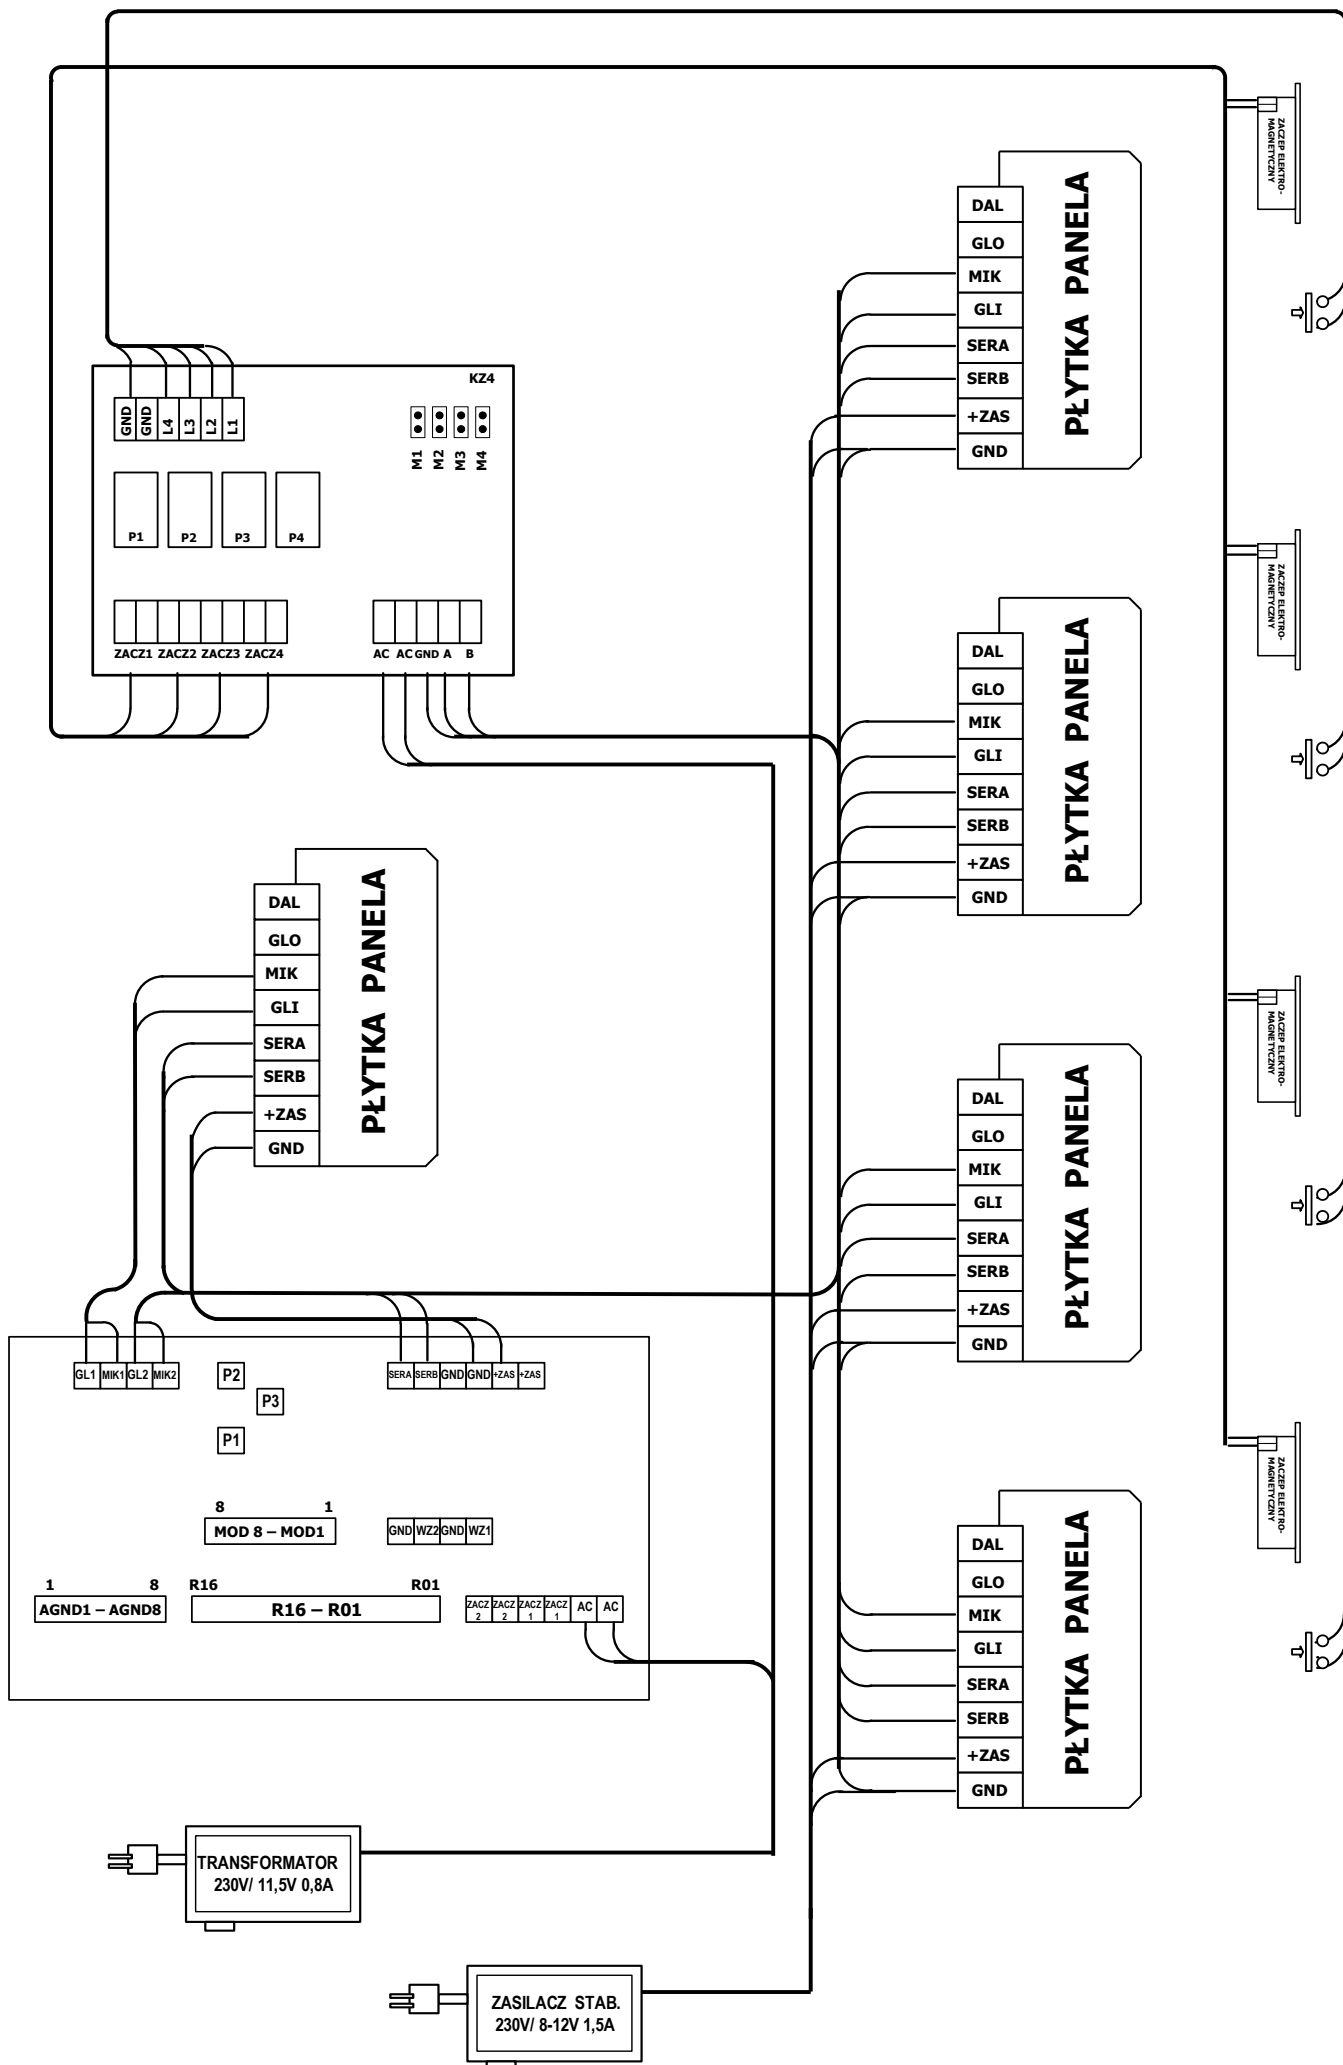 ZACZEP ELEKTRO-
MAGNETYCZNY
DAL
GLO
MIK
GLI
SERA
SERB
+ZAS
GND
PŁYTKA PANELA
KZ4
GND
GND
L4
L3
L2
L1
M1
M2
M3
M4
P1
P2
P3
P4
ZACZ1 ZACZ2 ZACZ3 ZACZ4
AC AC GND A B
ZACZEP ELEKTRO-
MAGNETYCZNY
DAL
GLO
MIK
GLI
SERA
SERB
+ZAS
GND
PŁYTKA PANELA
DAL
GLO
MIK
GLI
SERA
SERB
+ZAS
GND
PŁYTKA PANELA
ZACZEP ELEKTRO-
MAGNETYCZNY
DAL
GLO
MIK
GLI
SERA
SERB
+ZAS
GND
PŁYTKA PANELA
GL1 MIK1 GL2 MIK2
P2
P3
P1
SERA SERB GND GND +ZAS +ZAS
8 1
MOD 8 – MOD1
GND WZ2 GND WZ1
1 8
AGND1 – AGND8
R16 R01
R16 – R01
ZACZ 2 ZACZ 2 ZACZ 1 ZACZ 1 AC AC
ZACZEP ELEKTRO-
MAGNETYCZNY
DAL
GLO
MIK
GLI
SERA
SERB
+ZAS
GND
PŁYTKA PANELA
TRANSFORMATOR
230V/ 11,5V 0,8A
ZASILACZ STAB.
230V/ 8-12V 1,5A